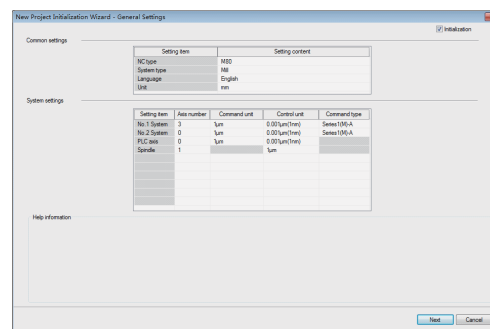 New Project Initialization Wizard - General Settings
Initialization
Common settings
Setting item Setting content
NC type M80
System type Mill
Language English
Unit mm
System settings
Setting item Axis number Command unit Control unit Command type
No.1 System 3 1μm 0.001μm(1nm) Series1(M)-A
No.2 System 0 1μm 0.001μm(1nm) Series1(M)-A
PLC axis 0 1μm 0.001μm(1nm)
Spindle 1 1μm
Help information
Next Cancel